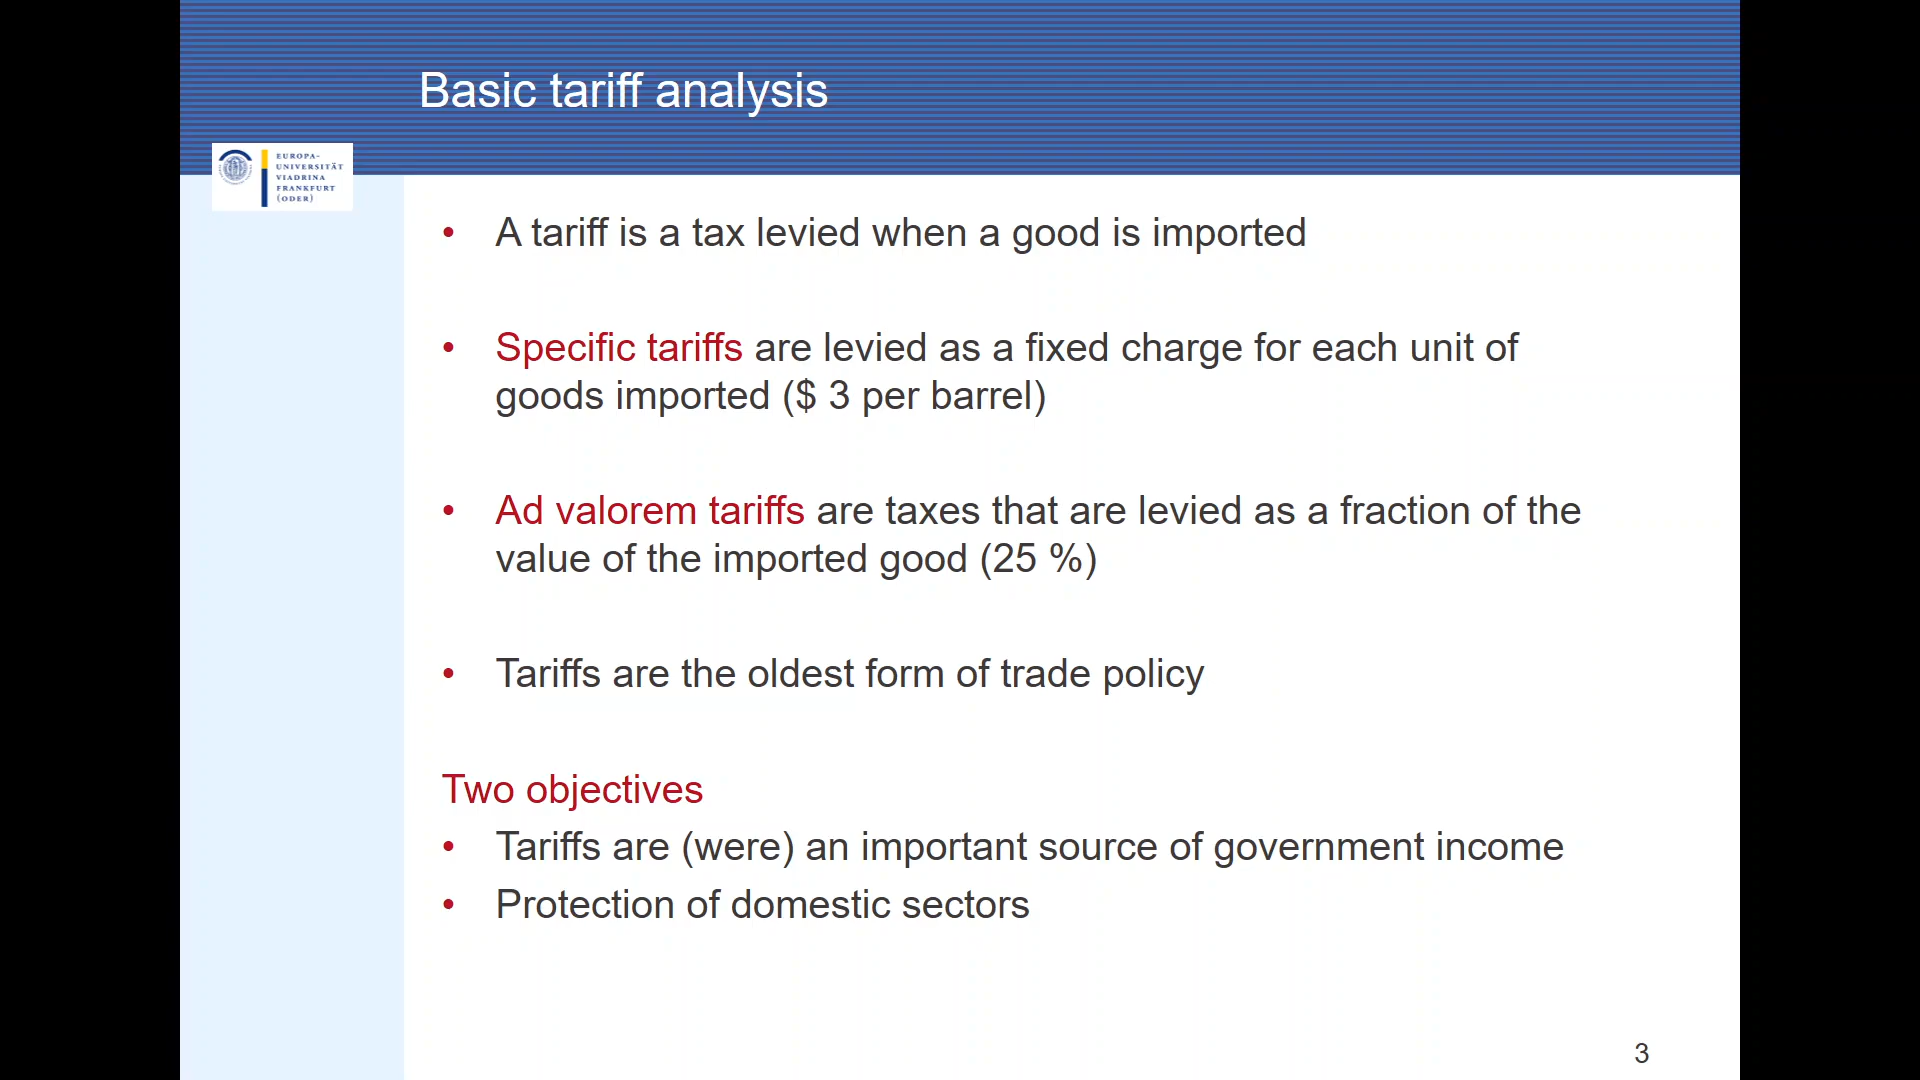 Basic tariff analysis
EUROPA-
UNIVERSITÄT
VIADRINA
FRANKFURT
(ODER)
• A tariff is a tax levied when a good is imported
• Specific tariffs are levied as a fixed charge for each unit of
goods imported ($ 3 per barrel)
• Ad valorem tariffs are taxes that are levied as a fraction of the
value of the imported good (25 %)
• Tariffs are the oldest form of trade policy
Two objectives
• Tariffs are (were) an important source of government income
• Protection of domestic sectors
3